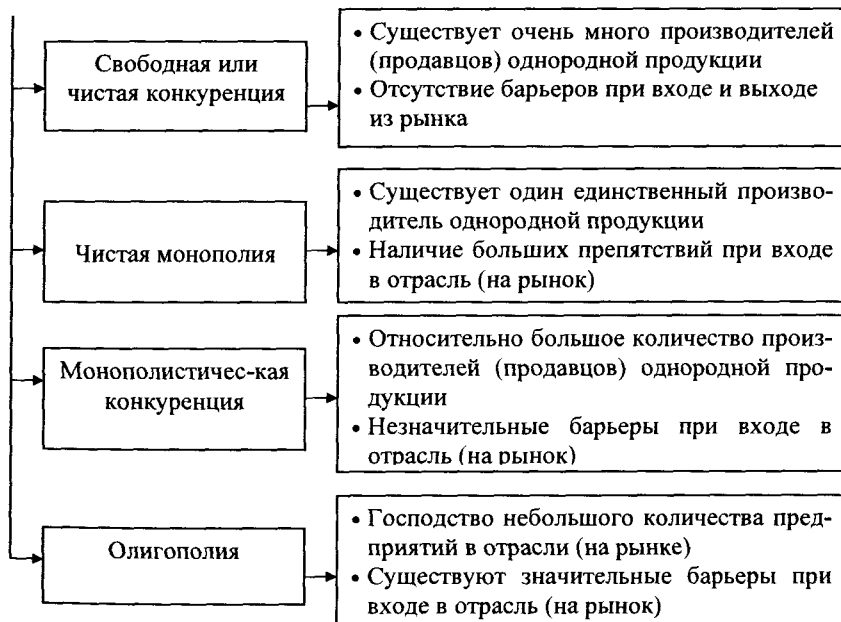 Свободная или
чистая конкуренция
• Существует очень много производителей
(продавцов) однородной продукции
• Отсутствие барьеров при входе и выходе
из рынка
Чистая монополия
• Существует один единственный произво-
дитель однородной продукции
• Наличие больших препятствий при входе
в отрасль (на рынок)
Монополистичес-кая
конкуренция
• Относительно большое количество произ-
водителей (продавцов) однородной про-
дукции
• Незначительные барьеры при входе в
отрасль (на рынок)
Олигополия
• Господство небольшого количества пред-
приятий в отрасли (на рынке)
• Существуют значительные барьеры при
входе в отрасль (на рынок)